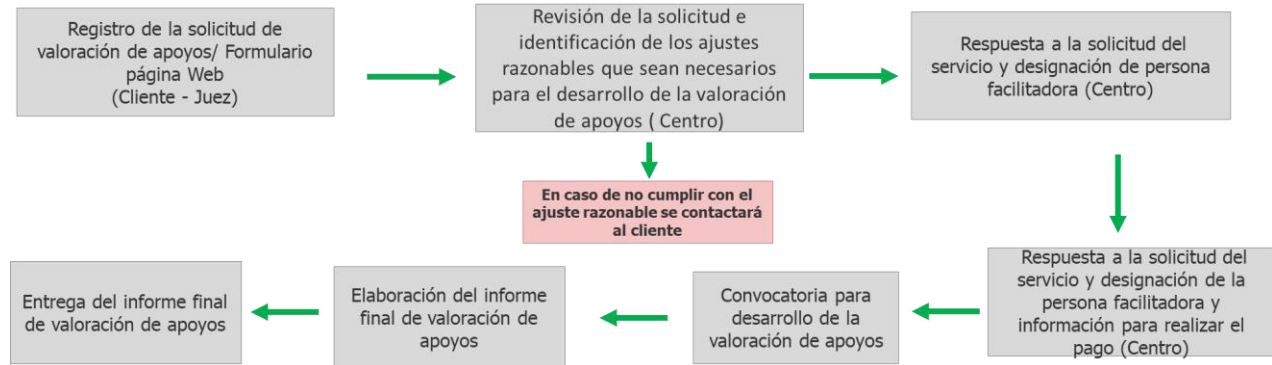 Registro de la solicitud de
valoración de apoyos/ Formulario
página Web
(Cliente - Juez)
Revisión de la solicitud e
identificación de los ajustes
razonables que sean necesarios
para el desarrollo de la valoración
de apoyos ( Centro)
Respuesta a la solicitud del
servicio y designación de persona
facilitadora (Centro)
En caso de no cumplir con el
ajuste razonable se contactará
al cliente
Respuesta a la solicitud del
servicio y designación de la
persona facilitadora y
información para realizar el
pago (Centro)
Convocatoria para
desarrollo de la
valoración de apoyos
Elaboración del informe
final de valoración de
apoyos
Entrega del informe final
de valoración de apoyos